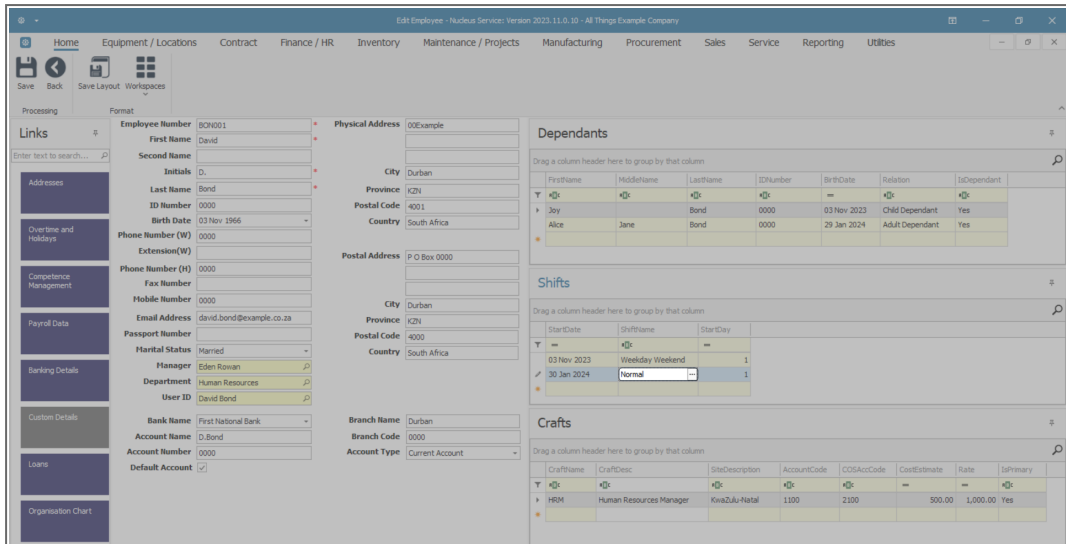 Edit Employee - Nucleus Service: Version 2023.11.0.10 - All Things Example Company
Home Equipment / Locations Contract Finance / HR Inventory Maintenance / Projects Manufacturing Procurement Sales Service Reporting Utilities
Save Back Save Layout Workspaces
Processing Format
Links
Enter text to search...
Addresses
Overtime and
Holidays
Competence
Management
Payroll Data
Banking Details
Custom Details
Loans
Organisation Chart
Employee Number BON001 *
First Name David *
Second Name
Initials D. *
Last Name Bond *
ID Number 0000
Birth Date 03 Nov 1966
Phone Number (W) 0000
Extension(W)
Phone Number (H) 0000
Fax Number
Mobile Number 0000
Email Address david.bond@example.co.za
Passport Number
Marital Status Married
Manager Eden Rowan
Department Human Resources
User ID David Bond
Bank Name First National Bank
Account Name D.Bond
Account Number 0000
Default Account
Physical Address 00Example
City Durban
Province KZN
Postal Code 4001
Country South Africa
Postal Address P O Box 0000
City Durban
Province KZN
Postal Code 4000
Country South Africa
Branch Name Durban
Branch Code 0000
Account Type Current Account
Dependants
Drag a column header here to group by that column
FirstName MiddleName LastName IDNumber BirthDate Relation IsDependant
Joy Bond 0000 03 Nov 2023 Child Dependant Yes
Alice Jane Bond 0000 29 Jan 2024 Adult Dependant Yes
Shifts
Drag a column header here to group by that column
StartDate ShiftName StartDay
03 Nov 2023 Weekday Weekend 1
30 Jan 2024 Normal ... 1
Crafts
Drag a column header here to group by that column
CraftName CraftDesc SiteDescription AccountCode COSAccCode CostEstimate Rate IsPrimary
HRM Human Resources Manager KwaZulu-Natal 1100 2100 500.00 1,000.00 Yes